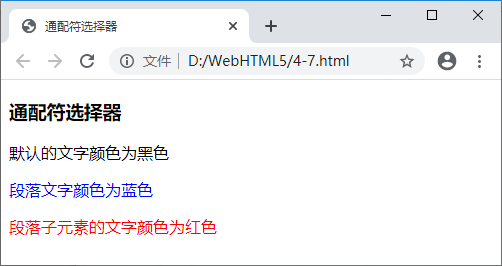 通配符选择器
文件 D:/WebHTML5/4-7.html
通配符选择器
默认的文字颜色为黑色
段落文字颜色为蓝色
段落子元素的文字颜色为红色